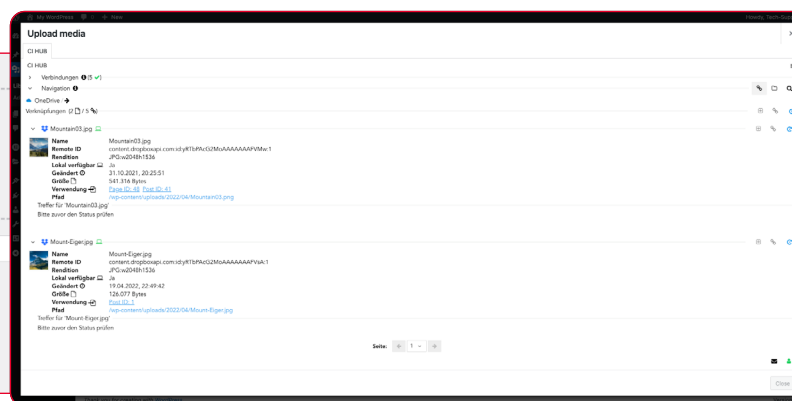 My WordPress 0 + New Howdy, Tech-Sup
Upload media
CI HUB
CI HUB
Verbindungen (5 ✓)
Navigation
OneDrive →
Verknüpfungen (2 / 5 )
Mountain03.jpg
Name Mountain03.jpg
Remote ID content.dropboxapi.com:id:yRTbPAcG2MoAAAAAAAFVMw:1
Rendition JPG:w2048h1536
Lokal verfügbar Ja
Geändert 31.10.2021, 20:25:51
Größe 541.316 Bytes
Verwendung Page ID: 48 Post ID: 41
Pfad /wp-content/uploads/2022/04/Mountain03.png
Treffer für 'Mountain03.jpg'
Bitte zuvor den Status prüfen
Mount-Eiger.jpg
Name Mount-Eiger.jpg
Remote ID content.dropboxapi.com:id:yRTbPAcG2MoAAAAAAAFVsA:1
Rendition JPG:w2048h1536
Lokal verfügbar Ja
Geändert 19.04.2022, 22:49:42
Größe 126.077 Bytes
Verwendung Post ID: 1
Pfad /wp-content/uploads/2022/04/Mount-Eiger.jpg
Treffer für 'Mount-Eiger.jpg'
Bitte zuvor den Status prüfen
Seite: 1
Close